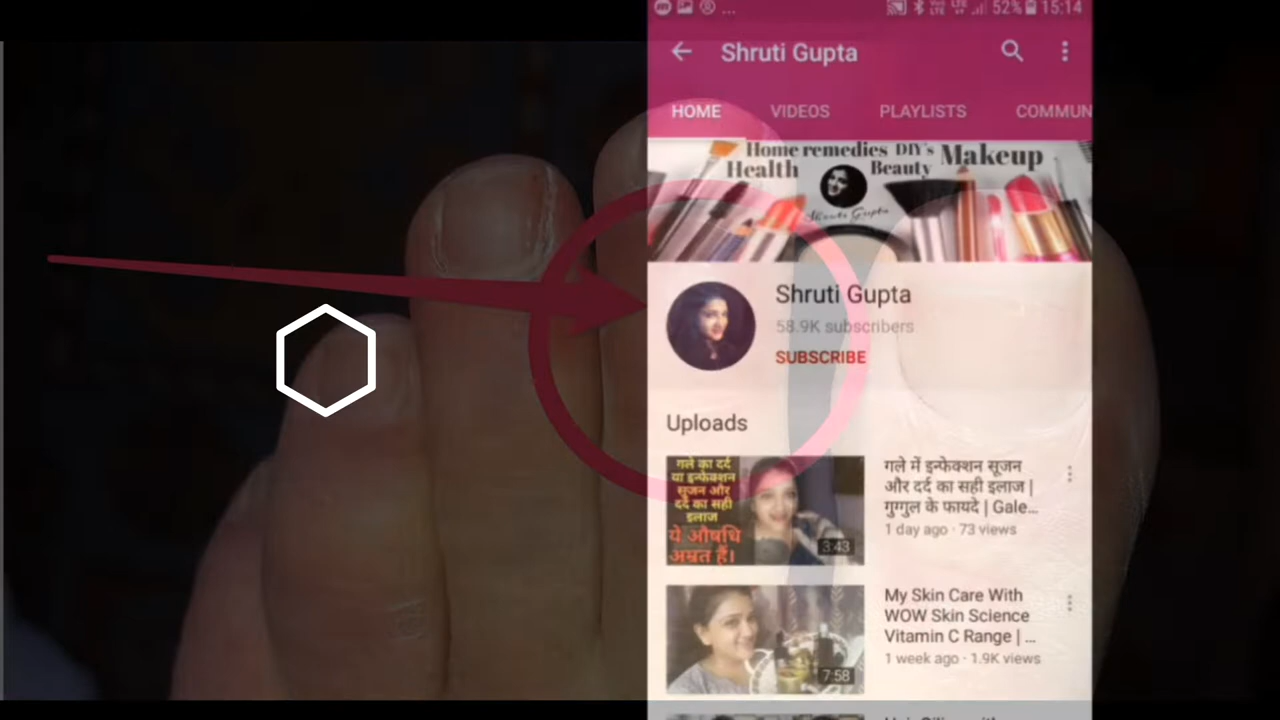 52% 15:14
Shruti Gupta
HOME VIDEOS PLAYLISTS COMMUN
Home remedies DIY's Makeup
Health Beauty
Shruti Gupta
Shruti Gupta
58.9K subscribers
SUBSCRIBE
Uploads
गले का दर्द
या इन्फेक्शन
सूजन और
दर्द का सही
इलाज
ये औषधि
अम्रत हैं।
3:43
गले में इन्फेक्शन सूजन
और दर्द का सही इलाज |
गुग्गुल के फायदे | Gale...
1 day ago · 73 views
7:58
My Skin Care With
WOW Skin Science
Vitamin C Range | ...
1 week ago · 1.9K views